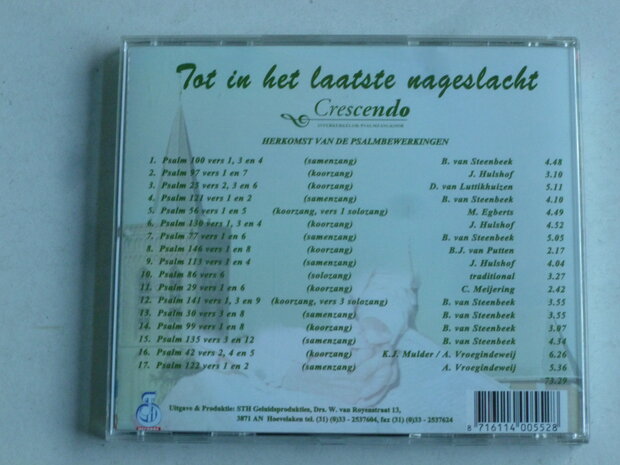 Tot in het laatste nageslacht
Crescendo
INTERKERKELIJK PSALMZANGKOOR
HERKOMST VAN DE PSALMBEWERKINGEN
1. Psalm 100 vers 1, 3 en 4 (samenzang) B. van Steenbeek 4.48
2. Psalm 97 vers 1 en 7 (koorzang) J. Hulshof 3.10
3. Psalm 25 vers 2, 3 en 6 (koorzang) D. van Luttikhuizen 5.11
4. Psalm 121 vers 1 en 2 (samenzang) B. van Steenbeek 4.10
5. Psalm 56 vers 1 en 5 (koorzang, vers 1 solozang) M. Egberts 4.49
6. Psalm 130 vers 1, 3 en 4 (koorzang) J. Hulshof 4.52
7. Psalm 77 vers 1 en 6 (samenzang) B. van Steenbeek 5.05
8. Psalm 146 vers 1 en 8 (koorzang) B.J. van Putten 2.17
9. Psalm 113 vers 1 en 4 (samenzang) J. Hulshof 4.04
10. Psalm 86 vers 6 (solozang) traditional 3.27
11. Psalm 29 vers 1 en 6 (koorzang) C. Meijering 2.42
12. Psalm 141 vers 1, 3 en 9 (koorzang, vers 3 solozang) B. van Steenbeek 3.55
13. Psalm 30 vers 3 en 8 (samenzang) B. van Steenbeek 3.55
14. Psalm 99 vers 1 en 8 (koorzang) B. van Steenbeek 3.07
15. Psalm 135 vers 3 en 12 (samenzang) B. van Steenbeek 4.34
16. Psalm 42 vers 2, 4 en 5 (koorzang) K.J. Mulder / A. Vroegindeweij 6.26
17. Psalm 122 vers 1 en 2 (samenzang) A. Vroegindeweij 5.36
73.29
Uitgave & Produktie: STH Geluidsprodukties, Drs. W. van Royenstraat 13,
3871 AN Hoevelaken tel. (31) (0)33 - 2537604, fax (31) (0)33 - 2537624
8 716114 005528